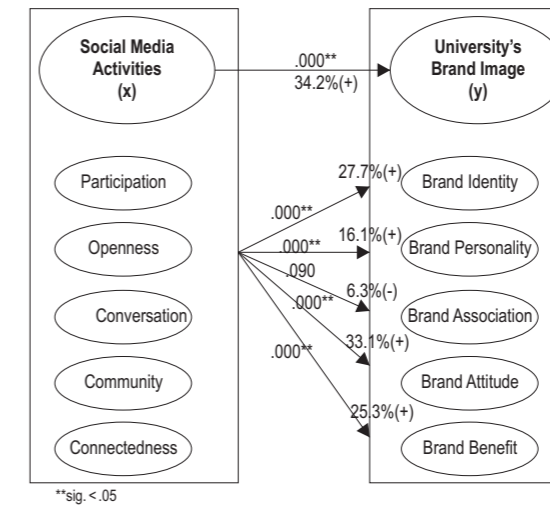 Social Media
Activities
(x)
.000**
34.2%(+)
University's
Brand Image
(y)
Participation
Openness
Conversation
Community
Connectedness
.000**
27.7%(+)
.000**
16.1%(+)
.090
6.3%(-)
.000**
33.1%(+)
.000**
25.3%(+)
Brand Identity
Brand Personality
Brand Association
Brand Attitude
Brand Benefit
**sig. < .05